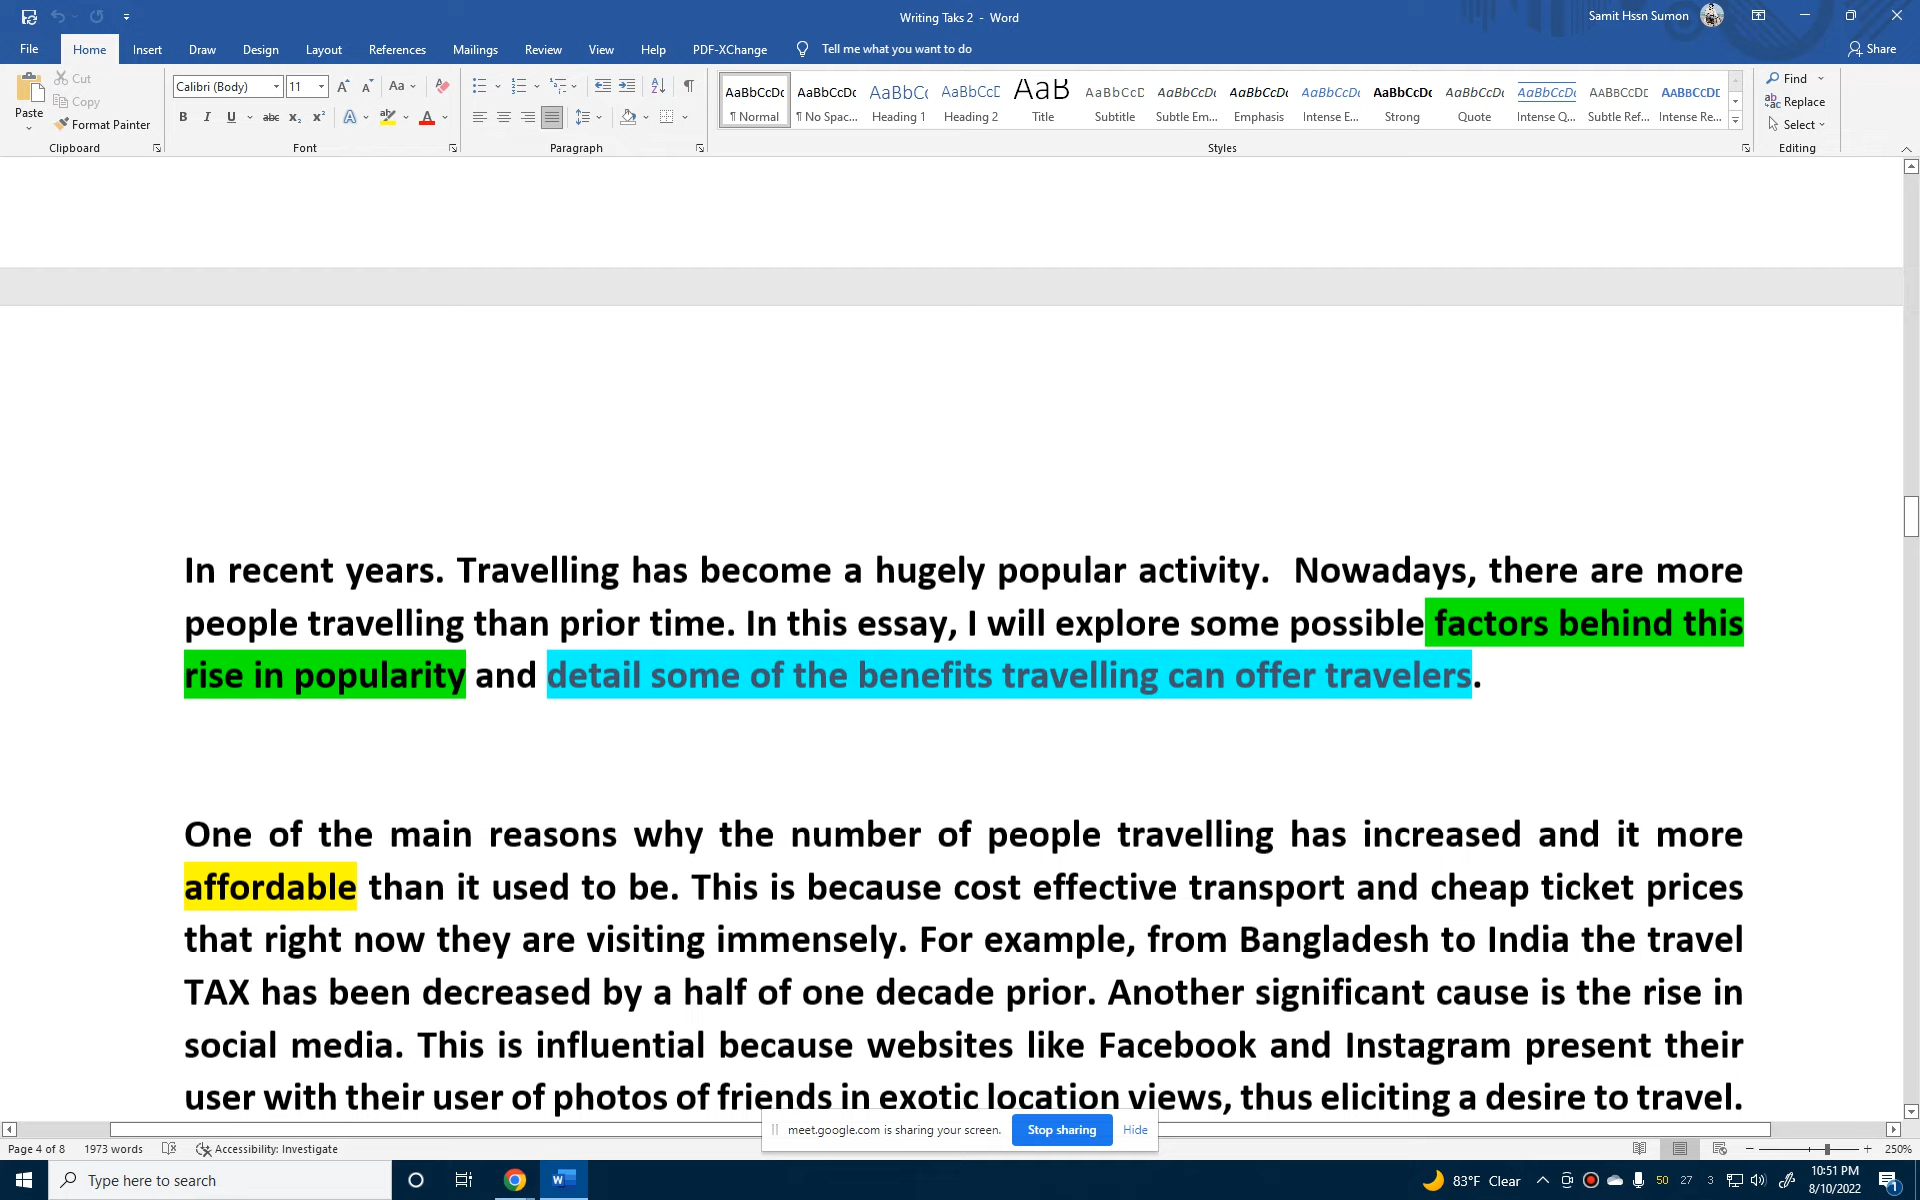 Writing Taks 2 - Word
Samit Hssn Sumon
File Home Insert Draw Design Layout References Mailings Review View Help PDF-XChange Tell me what you want to do Share
Paste
Cut
Copy
Format Painter
Clipboard
Calibri (Body) 11
Font
Paragraph
AaBbCcDc AaBbCcDc AaBbC( AaBbCcD AaB AaBbCcD AaBbCcDc AaBbCcDc AaBbCcDc AaBbCcDc AaBbCcDc AaBbCcDc AABBCCDE AABBCCDE
¶ Normal ¶ No Spac... Heading 1 Heading 2 Title Subtitle Subtle Em... Emphasis Intense E... Strong Quote Intense Q... Subtle Ref... Intense Re...
Styles
Find
Replace
Select
Editing
In recent years. Travelling has become a hugely popular activity. Nowadays, there are more
people travelling than prior time. In this essay, I will explore some possible factors behind this
rise in popularity and detail some of the benefits travelling can offer travelers.
One of the main reasons why the number of people travelling has increased and it more
affordable than it used to be. This is because cost effective transport and cheap ticket prices
that right now they are visiting immensely. For example, from Bangladesh to India the travel
TAX has been decreased by a half of one decade prior. Another significant cause is the rise in
social media. This is influential because websites like Facebook and Instagram present their
user with their user of photos of friends in exotic location views, thus eliciting a desire to travel.
meet.google.com is sharing your screen. Stop sharing Hide
Page 4 of 8 1973 words Accessibility: Investigate 250%
Type here to search
83°F Clear 50 27 3
10:51 PM
8/10/2022